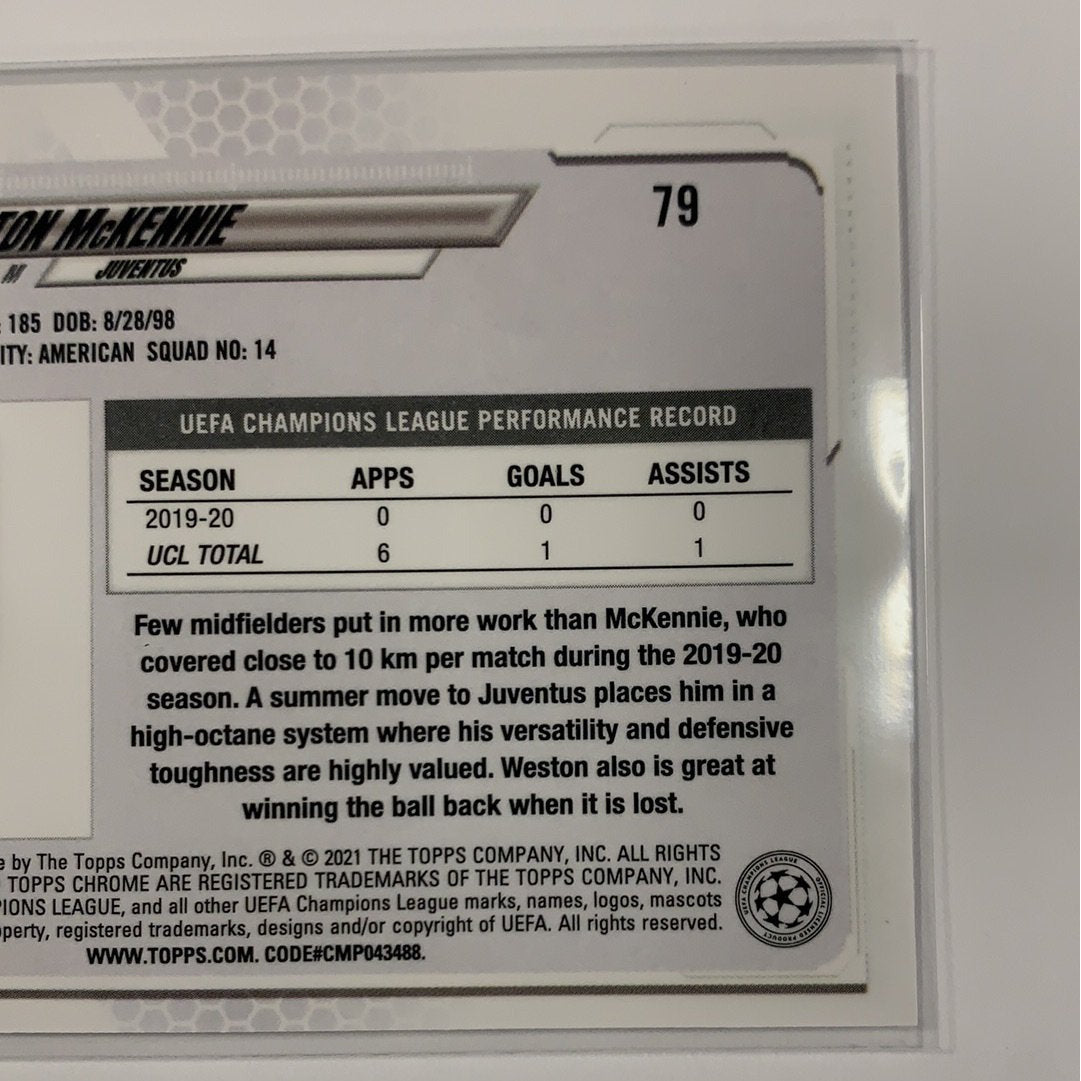 79
TON McKENNIE
M JUVENTUS
: 185 DOB: 8/28/98
ITY: AMERICAN SQUAD NO: 14
UEFA CHAMPIONS LEAGUE PERFORMANCE RECORD
SEASON APPS GOALS ASSISTS
2019-20 0 0 0
UCL TOTAL 6 1 1
Few midfielders put in more work than McKennie, who
covered close to 10 km per match during the 2019-20
season. A summer move to Juventus places him in a
high-octane system where his versatility and defensive
toughness are highly valued. Weston also is great at
winning the ball back when it is lost.
e by The Topps Company, Inc. ® & © 2021 THE TOPPS COMPANY, INC. ALL RIGHTS
TOPPS CHROME ARE REGISTERED TRADEMARKS OF THE TOPPS COMPANY, INC.
IONS LEAGUE, and all other UEFA Champions League marks, names, logos, mascots
perty, registered trademarks, designs and/or copyright of UEFA. All rights reserved.
WWW.TOPPS.COM. CODE#CMP043488.
UEFA CHAMPIONS LEAGUE OFFICIAL LICENSED PRODUCT